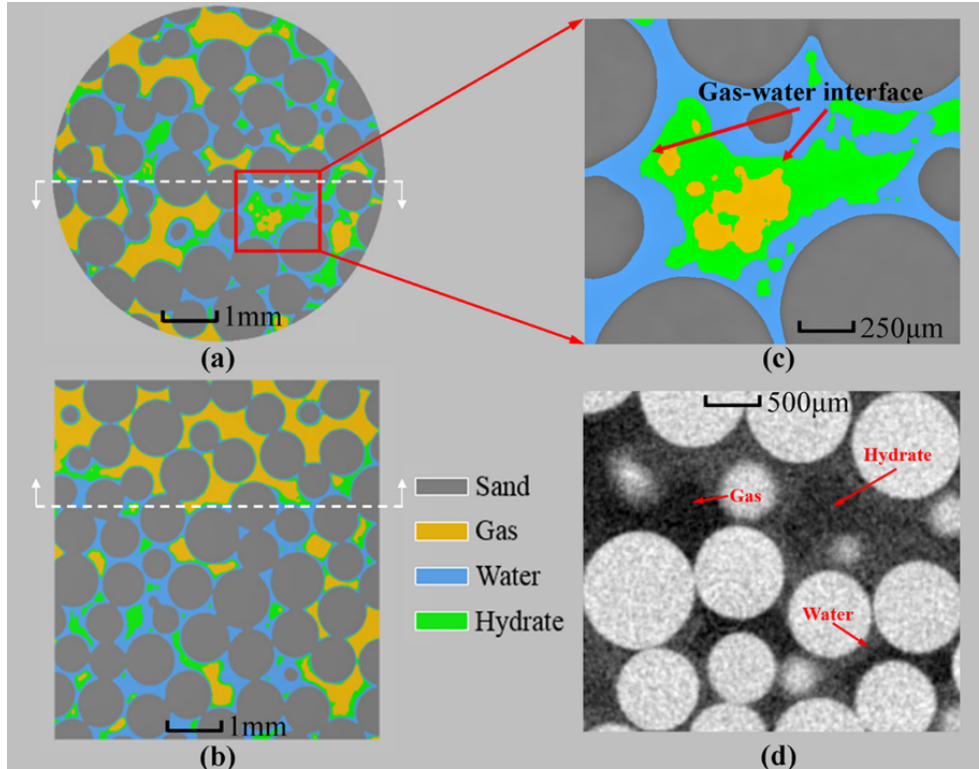 Gas-water interface
1mm
250μm
(a)
(c)
500μm
Hydrate
Gas
Sand
Gas
Water
Hydrate
Water
1mm
(b)
(d)